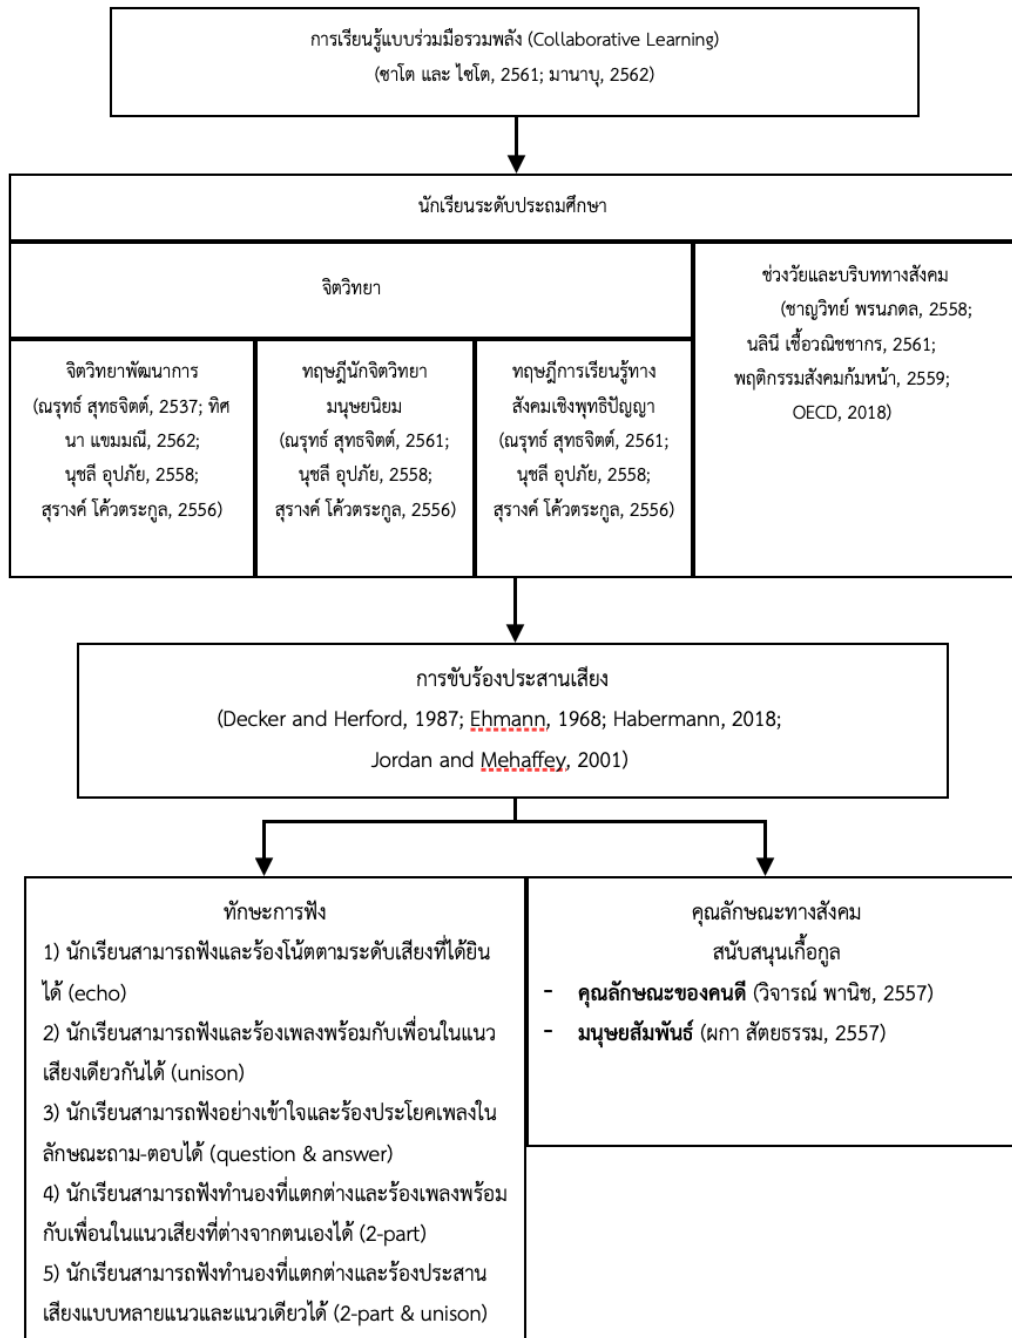 การเรียนรู้แบบร่วมมือรวมพลัง (Collaborative Learning)
(ซาโต และ ไซโต, 2561; มานาบุ, 2562)
นักเรียนระดับประถมศึกษา
จิตวิทยา
ช่วงวัยและบริบททางสังคม
(ชาญวิทย์ พรนภดล, 2558;
นลินี เชื้อวณิชชากร, 2561;
พฤติกรรมสังคมก้มหน้า, 2559;
OECD, 2018)
จิตวิทยาพัฒนาการ
(ณรุทธ์ สุทธจิตต์, 2537; ทิศ
นา แขมมณี, 2562;
นุชลี อุปภัย, 2558;
สุรางค์ โค้วตระกูล, 2556)
ทฤษฎีนักจิตวิทยา
มนุษยนิยม
(ณรุทธ์ สุทธจิตต์, 2561;
นุชลี อุปภัย, 2558;
สุรางค์ โค้วตระกูล, 2556)
ทฤษฎีการเรียนรู้ทาง
สังคมเชิงพุทธิปัญญา
(ณรุทธ์ สุทธจิตต์, 2561;
นุชลี อุปภัย, 2558;
สุรางค์ โค้วตระกูล, 2556)
การขับร้องประสานเสียง
(Decker and Herford, 1987; Ehmann, 1968; Habermann, 2018;
Jordan and Mehaffey, 2001)
ทักษะการฟัง
1) นักเรียนสามารถฟังและร้องโน้ตตามระดับเสียงที่ได้ยิน
ได้ (echo)
2) นักเรียนสามารถฟังและร้องเพลงพร้อมกับเพื่อนในแนว
เสียงเดียวกันได้ (unison)
3) นักเรียนสามารถฟังอย่างเข้าใจและร้องประโยคเพลงใน
ลักษณะถาม-ตอบได้ (question & answer)
4) นักเรียนสามารถฟังทำนองที่แตกต่างและร้องเพลงพร้อม
กับเพื่อนในแนวเสียงที่ต่างจากตนเองได้ (2-part)
5) นักเรียนสามารถฟังทำนองที่แตกต่างและร้องประสาน
เสียงแบบหลายแนวและแนวเดียวได้ (2-part & unison)
คุณลักษณะทางสังคม
สนับสนุนเกื้อกูล
- คุณลักษณะของคนดี (วิจารณ์ พานิช, 2557)
- มนุษยสัมพันธ์ (ผกา สัตยธรรม, 2557)